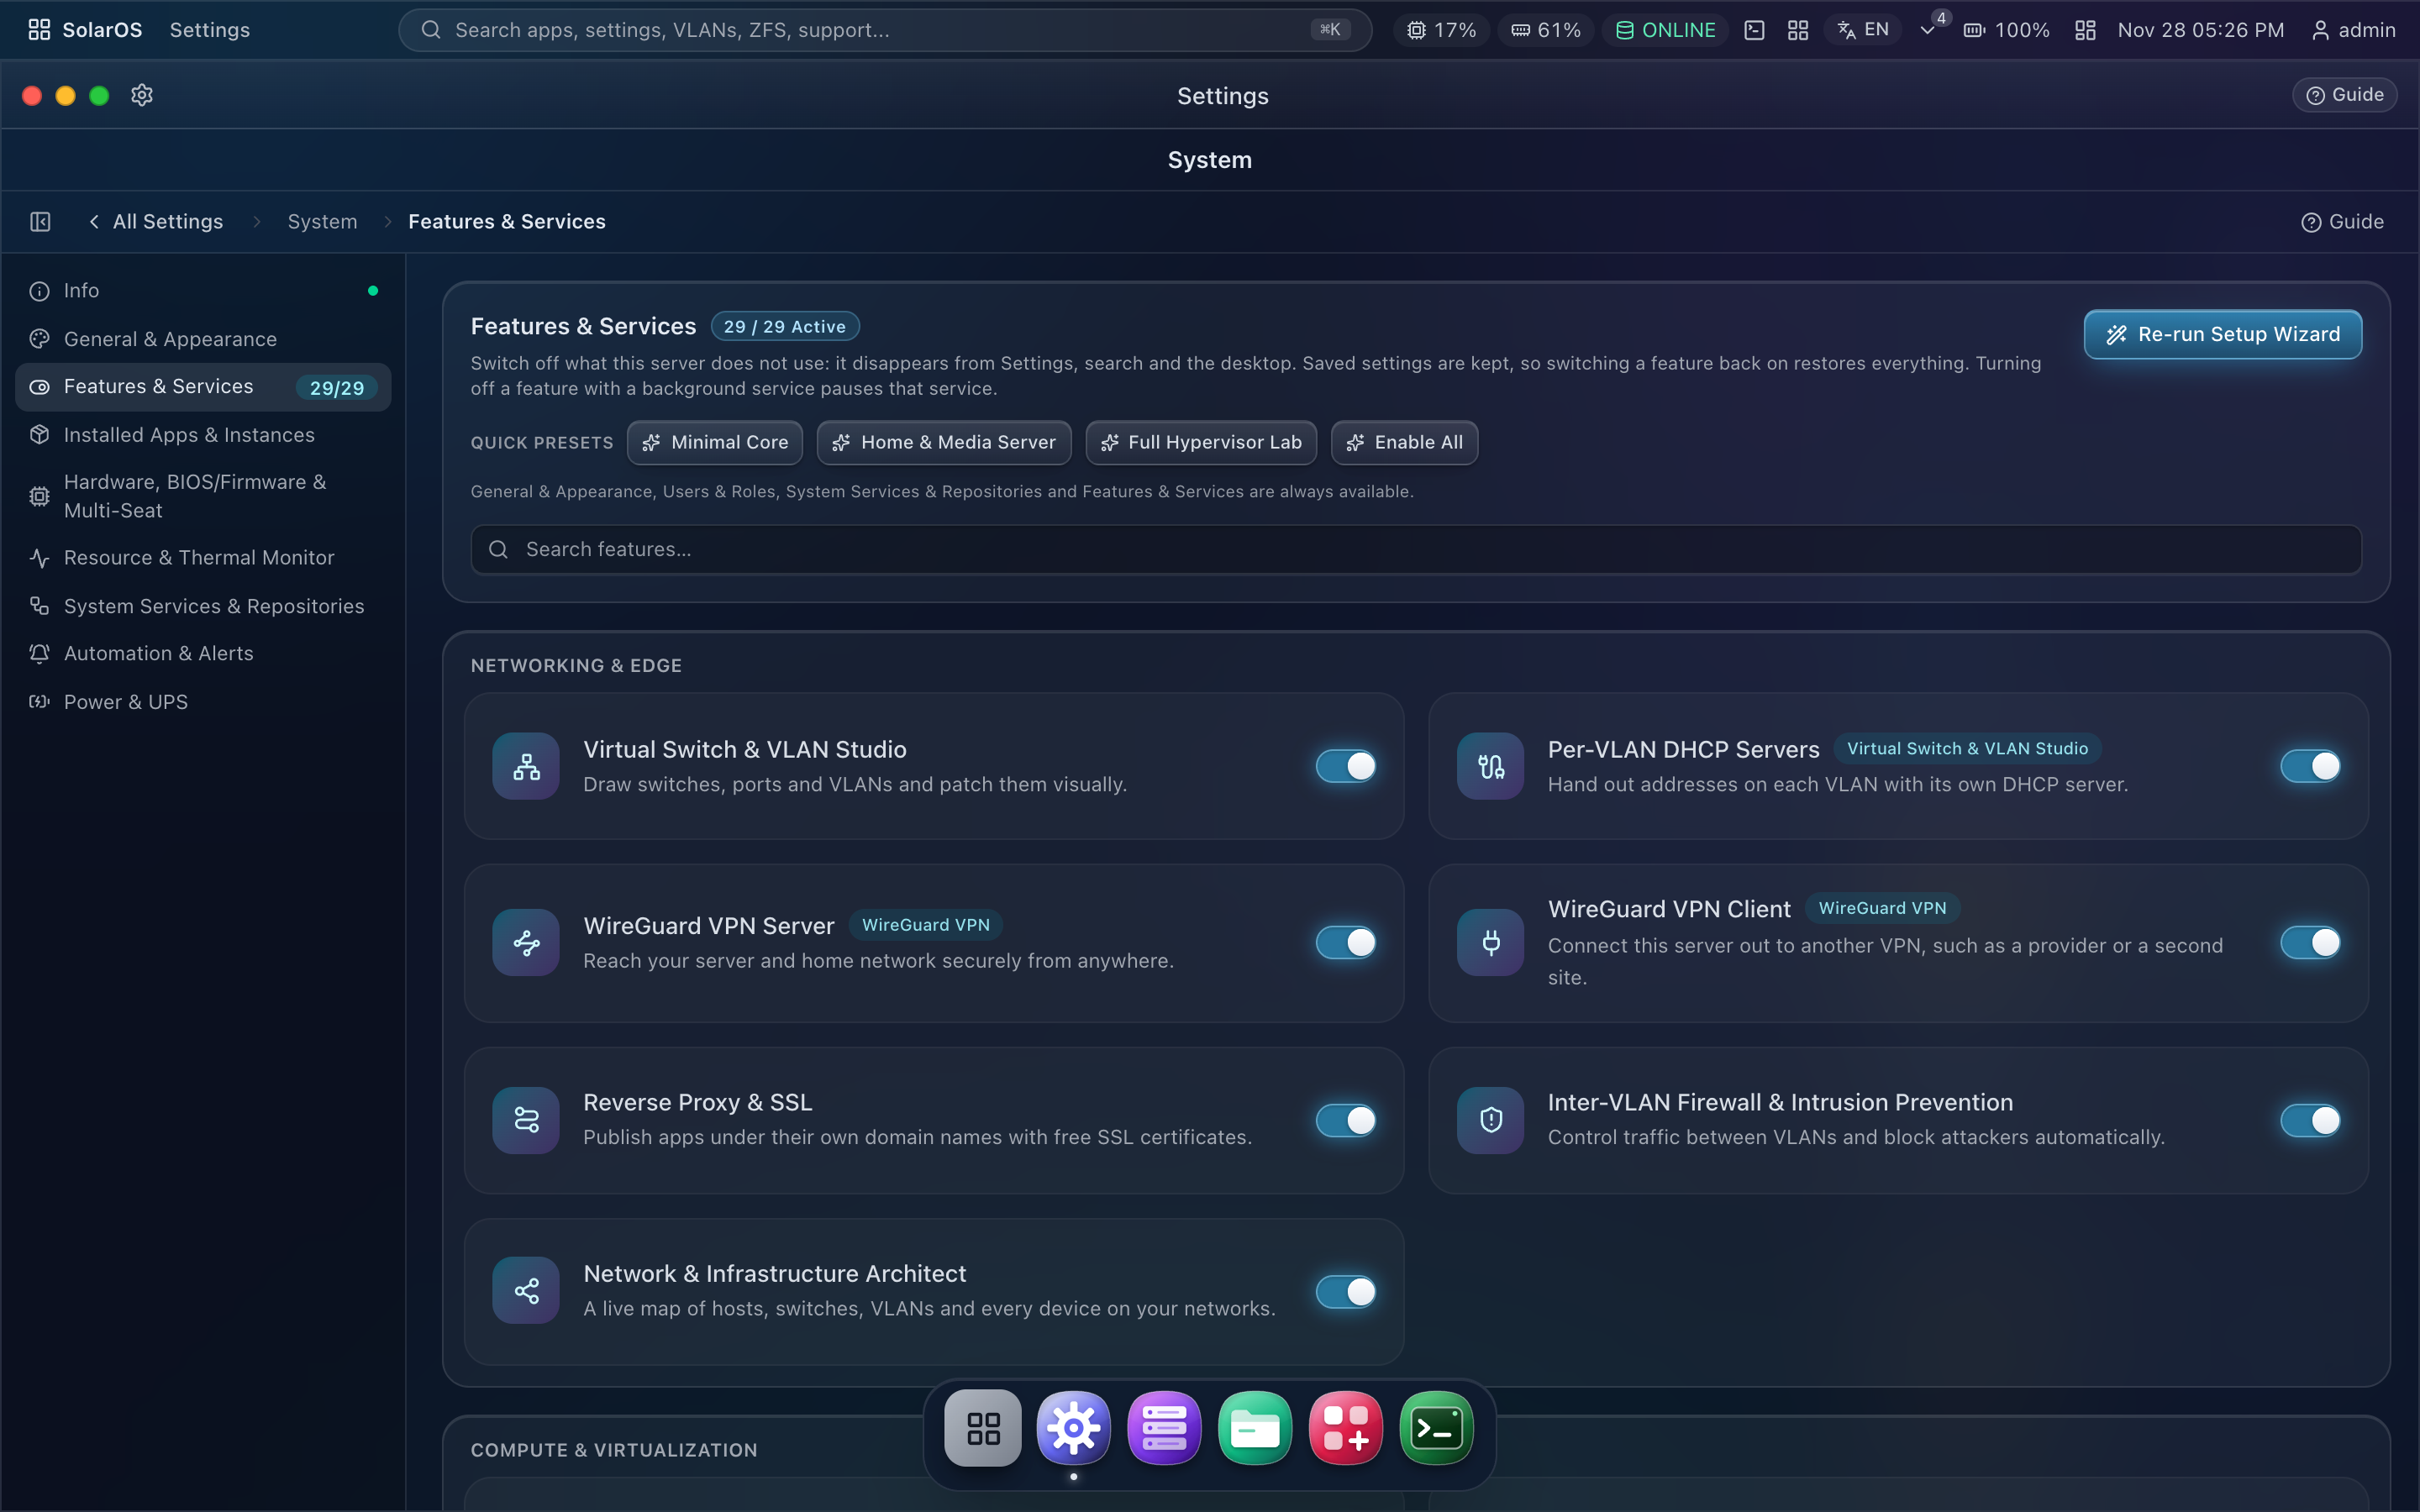 SolarOS Settings Search apps, settings, VLANs, ZFS, support... ⌘K 17% 61% ONLINE EN 4 100% Nov 28 05:26 PM admin
Settings Guide
System
All Settings System Features & Services Guide
Info
General & Appearance
Features & Services 29/29
Installed Apps & Instances
Hardware, BIOS/Firmware &
Multi-Seat
Resource & Thermal Monitor
System Services & Repositories
Automation & Alerts
Power & UPS
Features & Services 29 / 29 Active Re-run Setup Wizard
Switch off what this server does not use: it disappears from Settings, search and the desktop. Saved settings are kept, so switching a feature back on restores everything. Turning
off a feature with a background service pauses that service.
QUICK PRESETS Minimal Core Home & Media Server Full Hypervisor Lab Enable All
General & Appearance, Users & Roles, System Services & Repositories and Features & Services are always available.
Search features...
NETWORKING & EDGE
Virtual Switch & VLAN Studio
Draw switches, ports and VLANs and patch them visually.
Per-VLAN DHCP Servers Virtual Switch & VLAN Studio
Hand out addresses on each VLAN with its own DHCP server.
WireGuard VPN Server WireGuard VPN
Reach your server and home network securely from anywhere.
WireGuard VPN Client WireGuard VPN
Connect this server out to another VPN, such as a provider or a second
site.
Reverse Proxy & SSL
Publish apps under their own domain names with free SSL certificates.
Inter-VLAN Firewall & Intrusion Prevention
Control traffic between VLANs and block attackers automatically.
Network & Infrastructure Architect
A live map of hosts, switches, VLANs and every device on your networks.
COMPUTE & VIRTUALIZATION